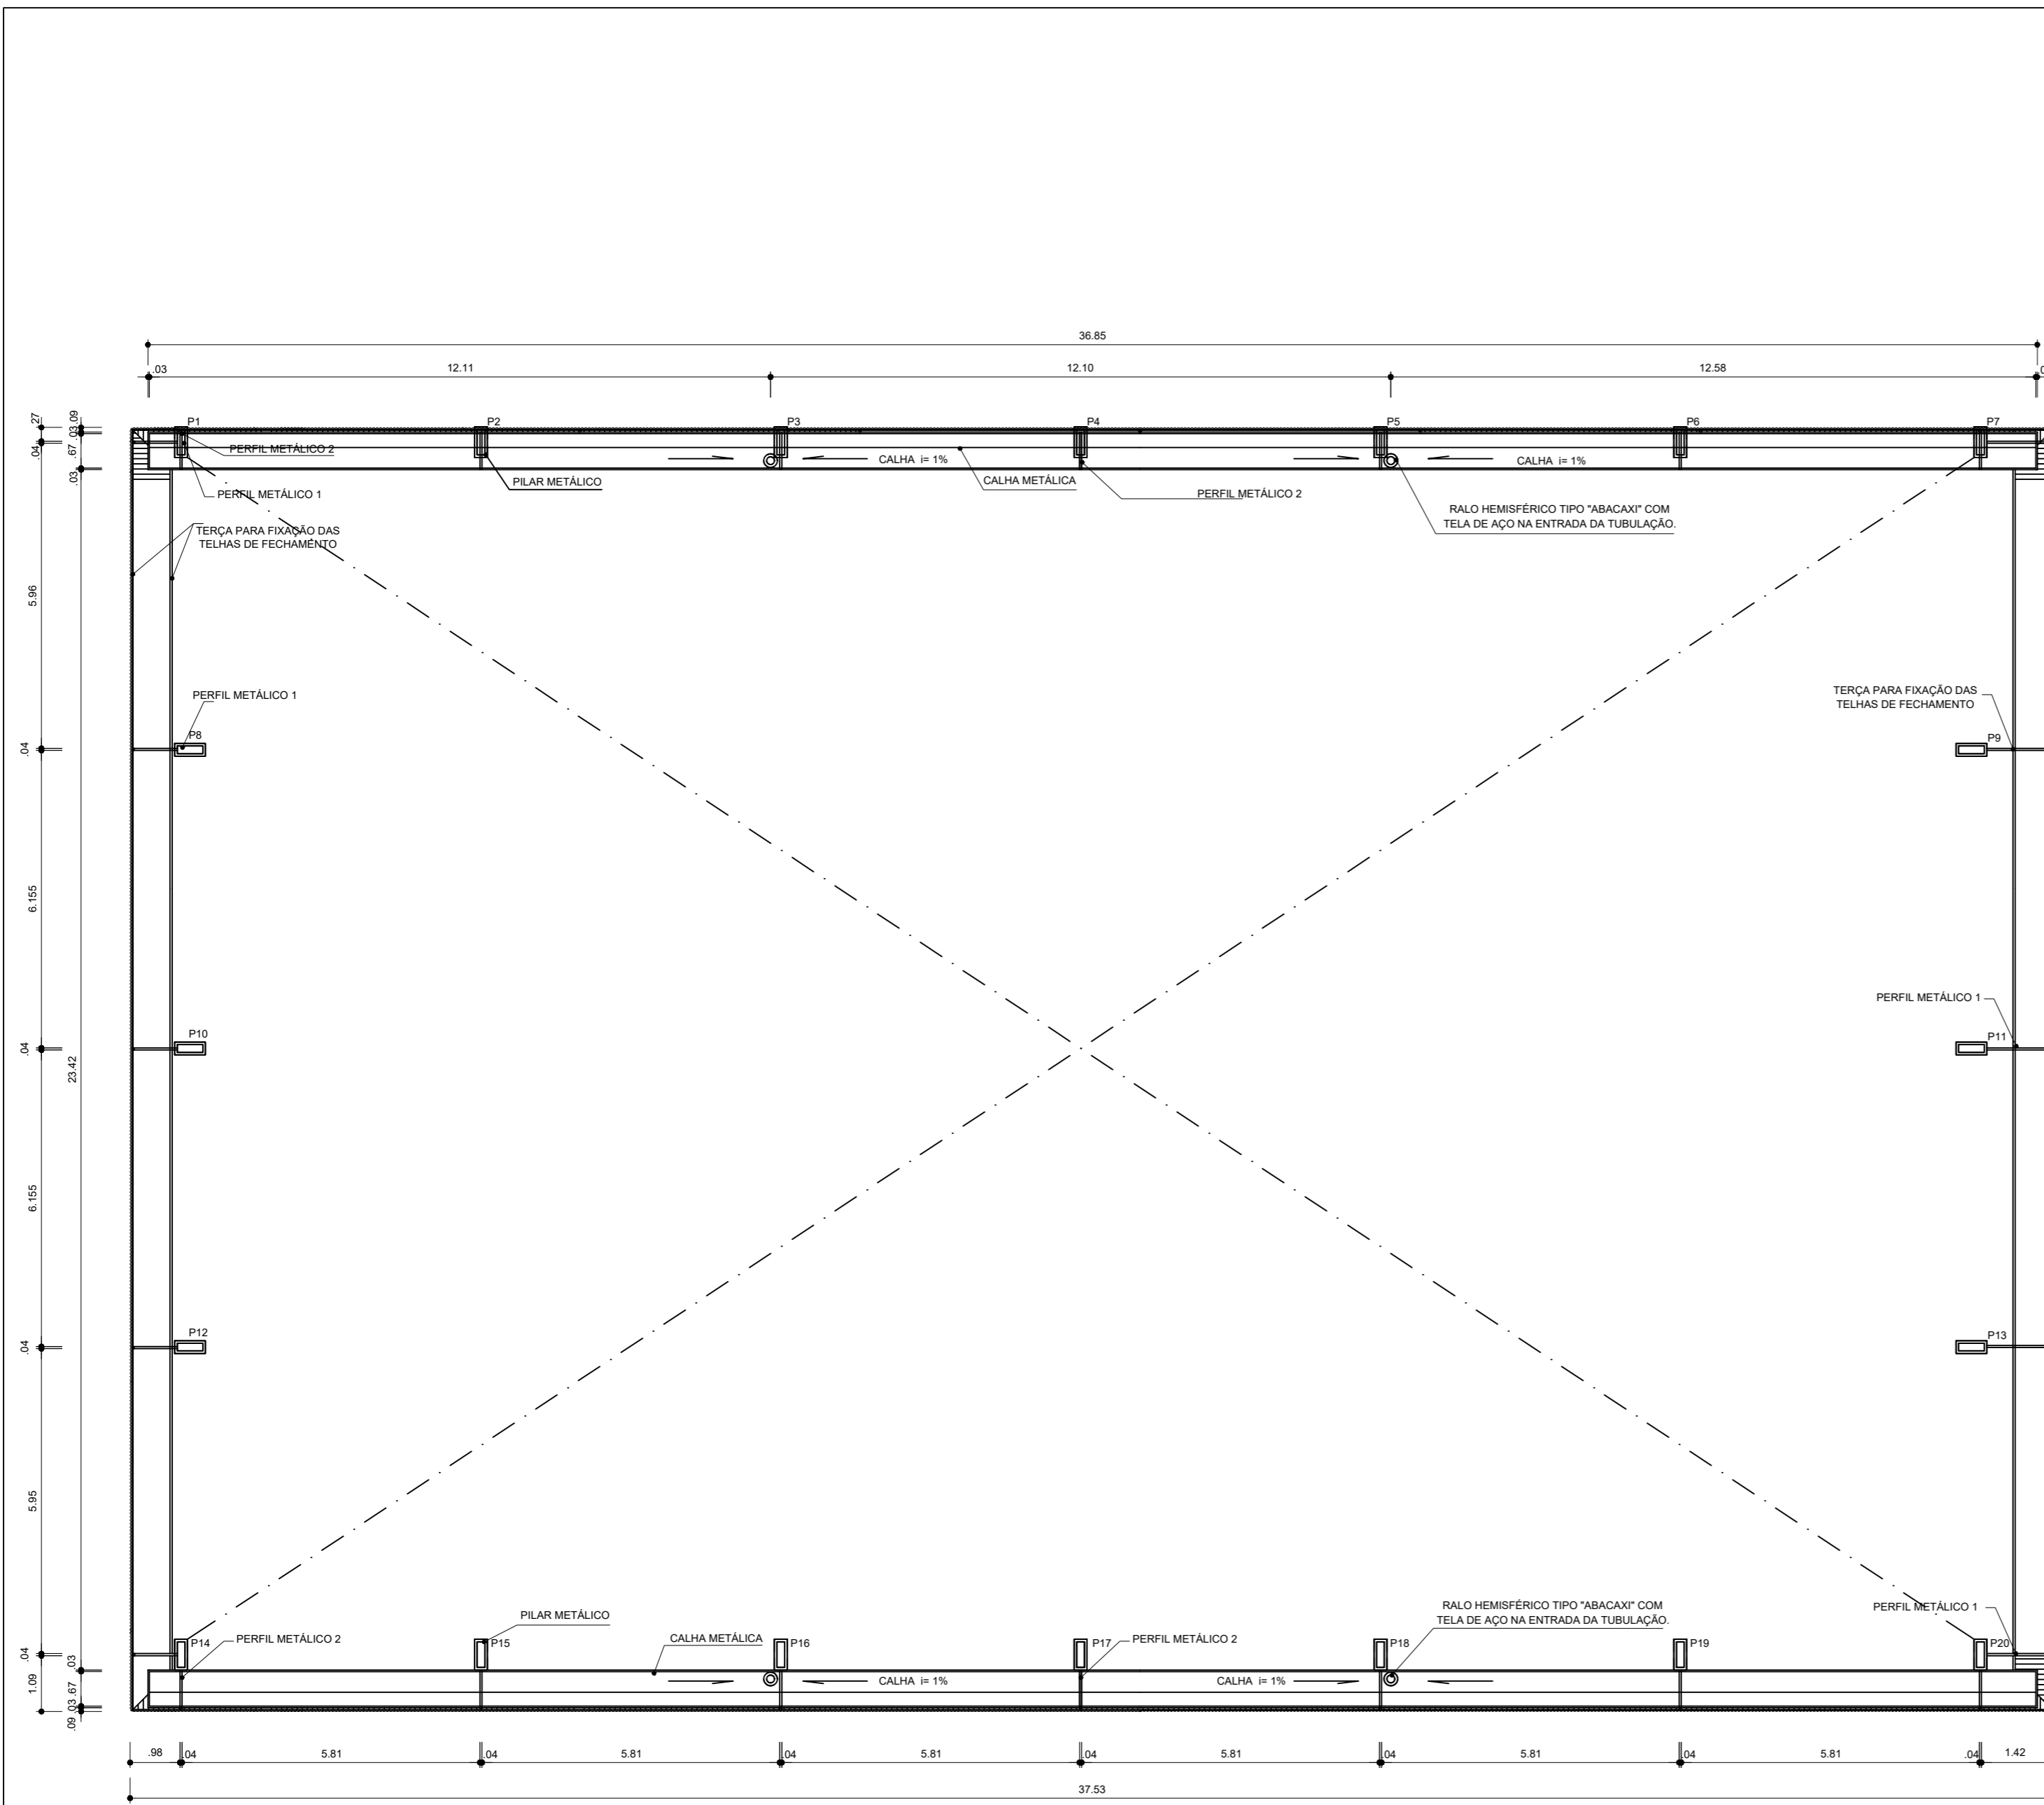 36.85
.03
12.11
12.10
12.58
.27
.04
.09
.03
.67
.03
P1
P2
P3
P4
P5
P6
P7
PERFIL METÁLICO 2
CALHA i= 1%
CALHA i= 1%
PILAR METÁLICO
CALHA METÁLICA
PERFIL METÁLICO 1
PERFIL METÁLICO 2
RALO HEMISFÉRICO TIPO "ABACAXI" COM
TELA DE AÇO NA ENTRADA DA TUBULAÇÃO.
TERÇA PARA FIXAÇÃO DAS
TELHAS DE FECHAMENTO
5.96
PERFIL METÁLICO 1
TERÇA PARA FIXAÇÃO DAS
TELHAS DE FECHAMENTO
.04
P8
P9
6.155
PERFIL METÁLICO 1
.04
P10
P11
23.42
6.155
.04
P12
P13
5.95
RALO HEMISFÉRICO TIPO "ABACAXI" COM
TELA DE AÇO NA ENTRADA DA TUBULAÇÃO.
PERFIL METÁLICO 1
PILAR METÁLICO
P14
PERFIL METÁLICO 2
P15
CALHA METÁLICA
P16
P17
PERFIL METÁLICO 2
P18
P19
P20
.04
1.09
.03
.67
.03
.09
CALHA i= 1%
CALHA i= 1%
.98
.04
5.81
.04
5.81
.04
5.81
.04
5.81
.04
5.81
.04
5.81
.04
1.42
37.53